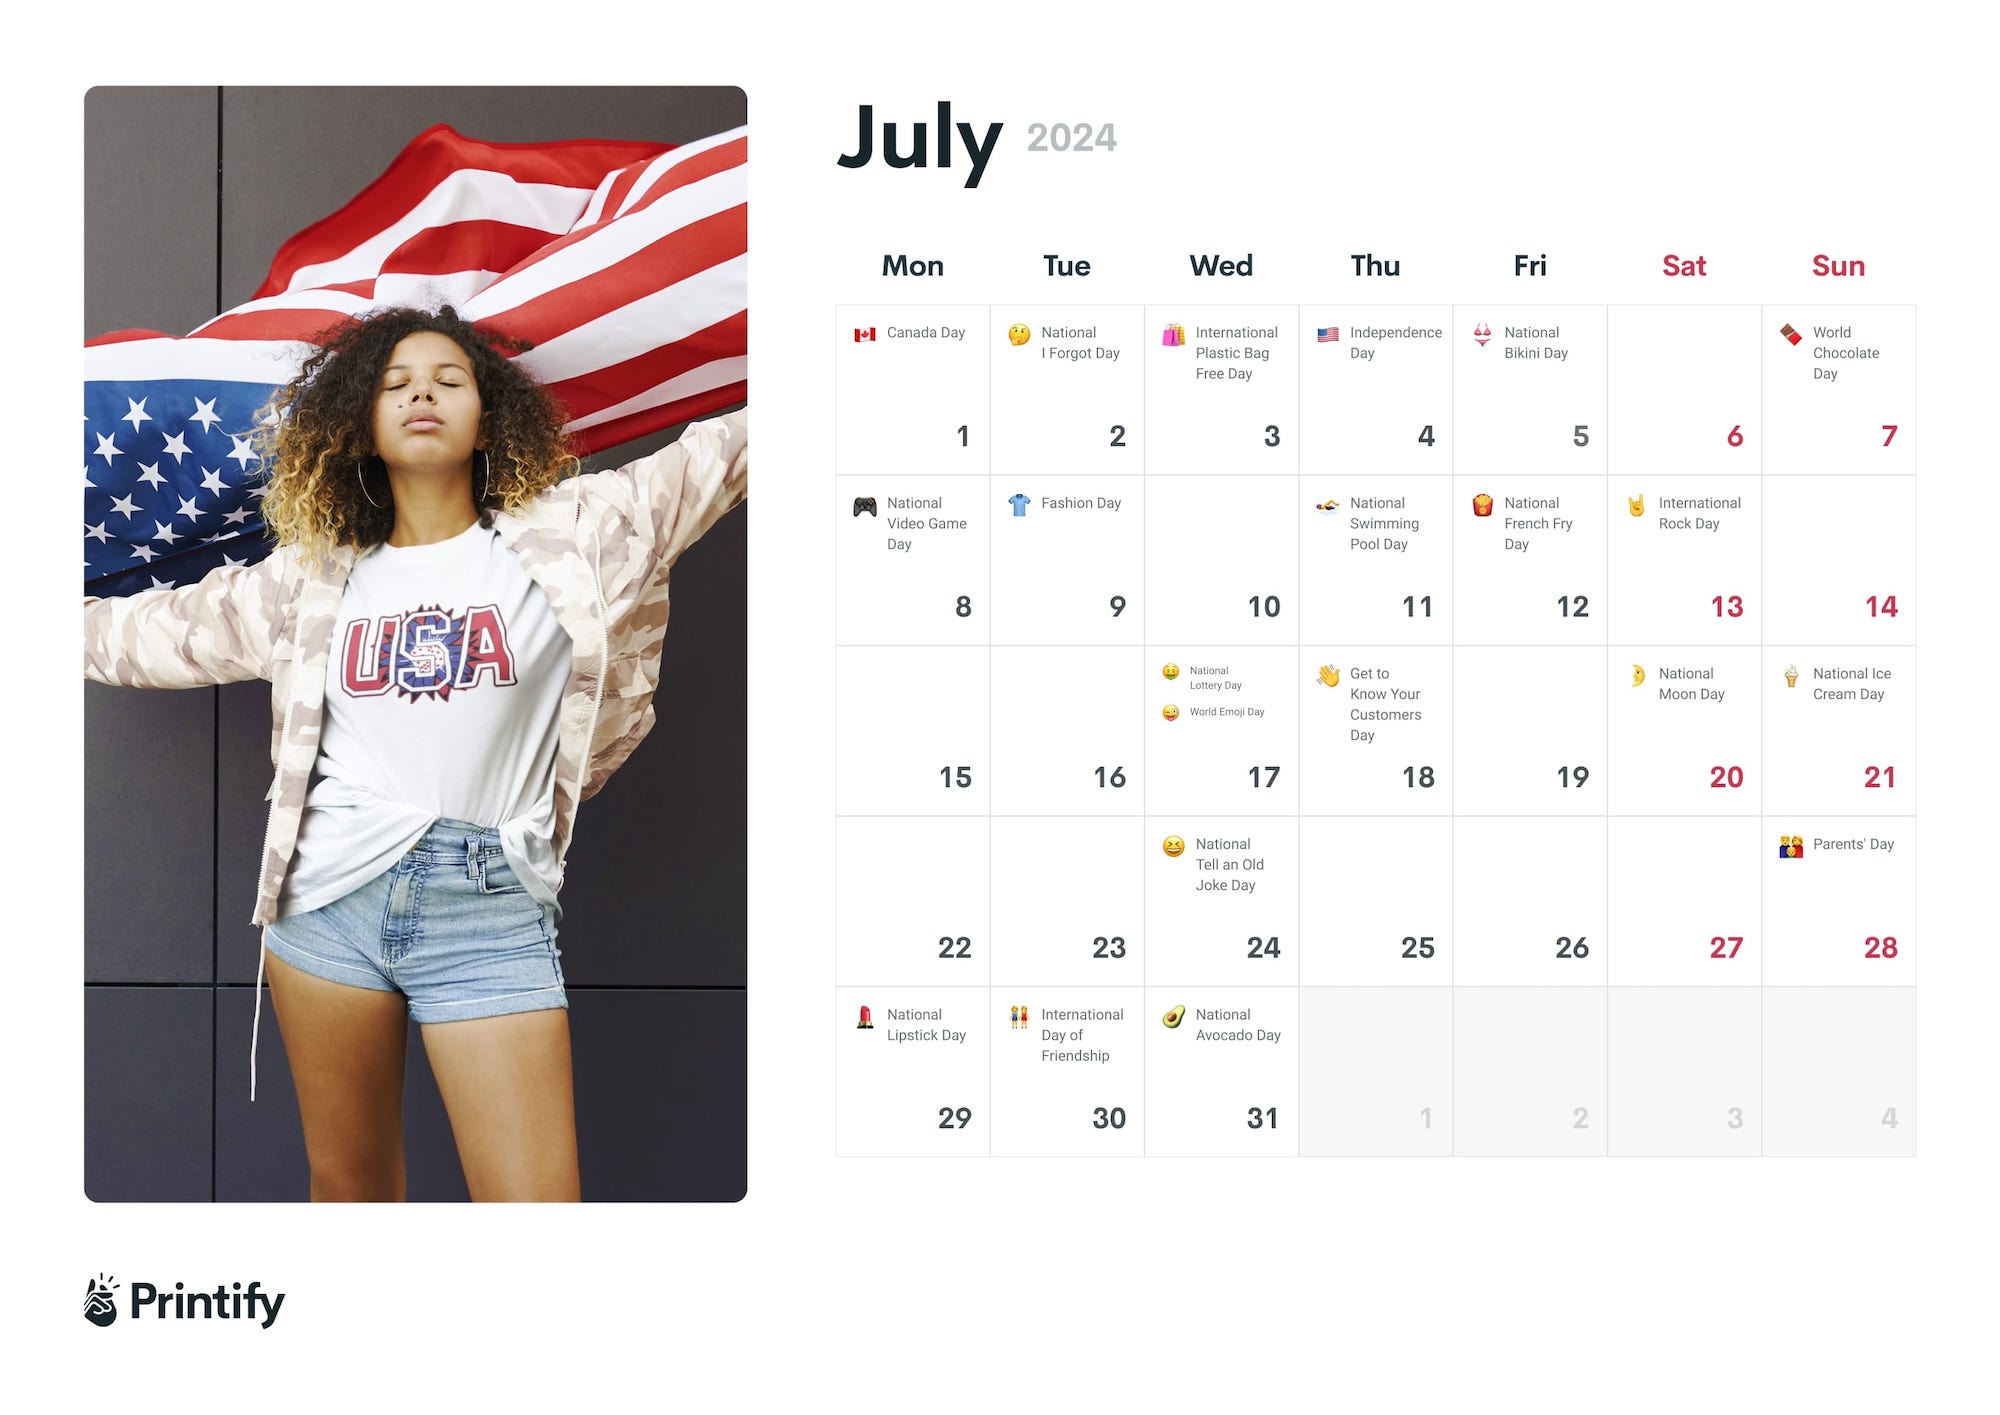 July 2024
Mon Tue Wed Thu Fri Sat Sun
Canada Day
1
National
I Forgot Day
2
International
Plastic Bag
Free Day
3
Independence
Day
4
National
Bikini Day
5
6
World
Chocolate
Day
7
National
Video Game
Day
8
Fashion Day
9
10
National
Swimming
Pool Day
11
National
French Fry
Day
12
International
Rock Day
13
14
15
16
National
Lottery Day
World Emoji Day
17
Get to
Know Your
Customers
Day
18
19
National
Moon Day
20
National Ice
Cream Day
21
22
23
National
Tell an Old
Joke Day
24
25
26
27
Parents' Day
28
National
Lipstick Day
29
International
Day of
Friendship
30
National
Avocado Day
31
1
2
3
4
USA
Printify